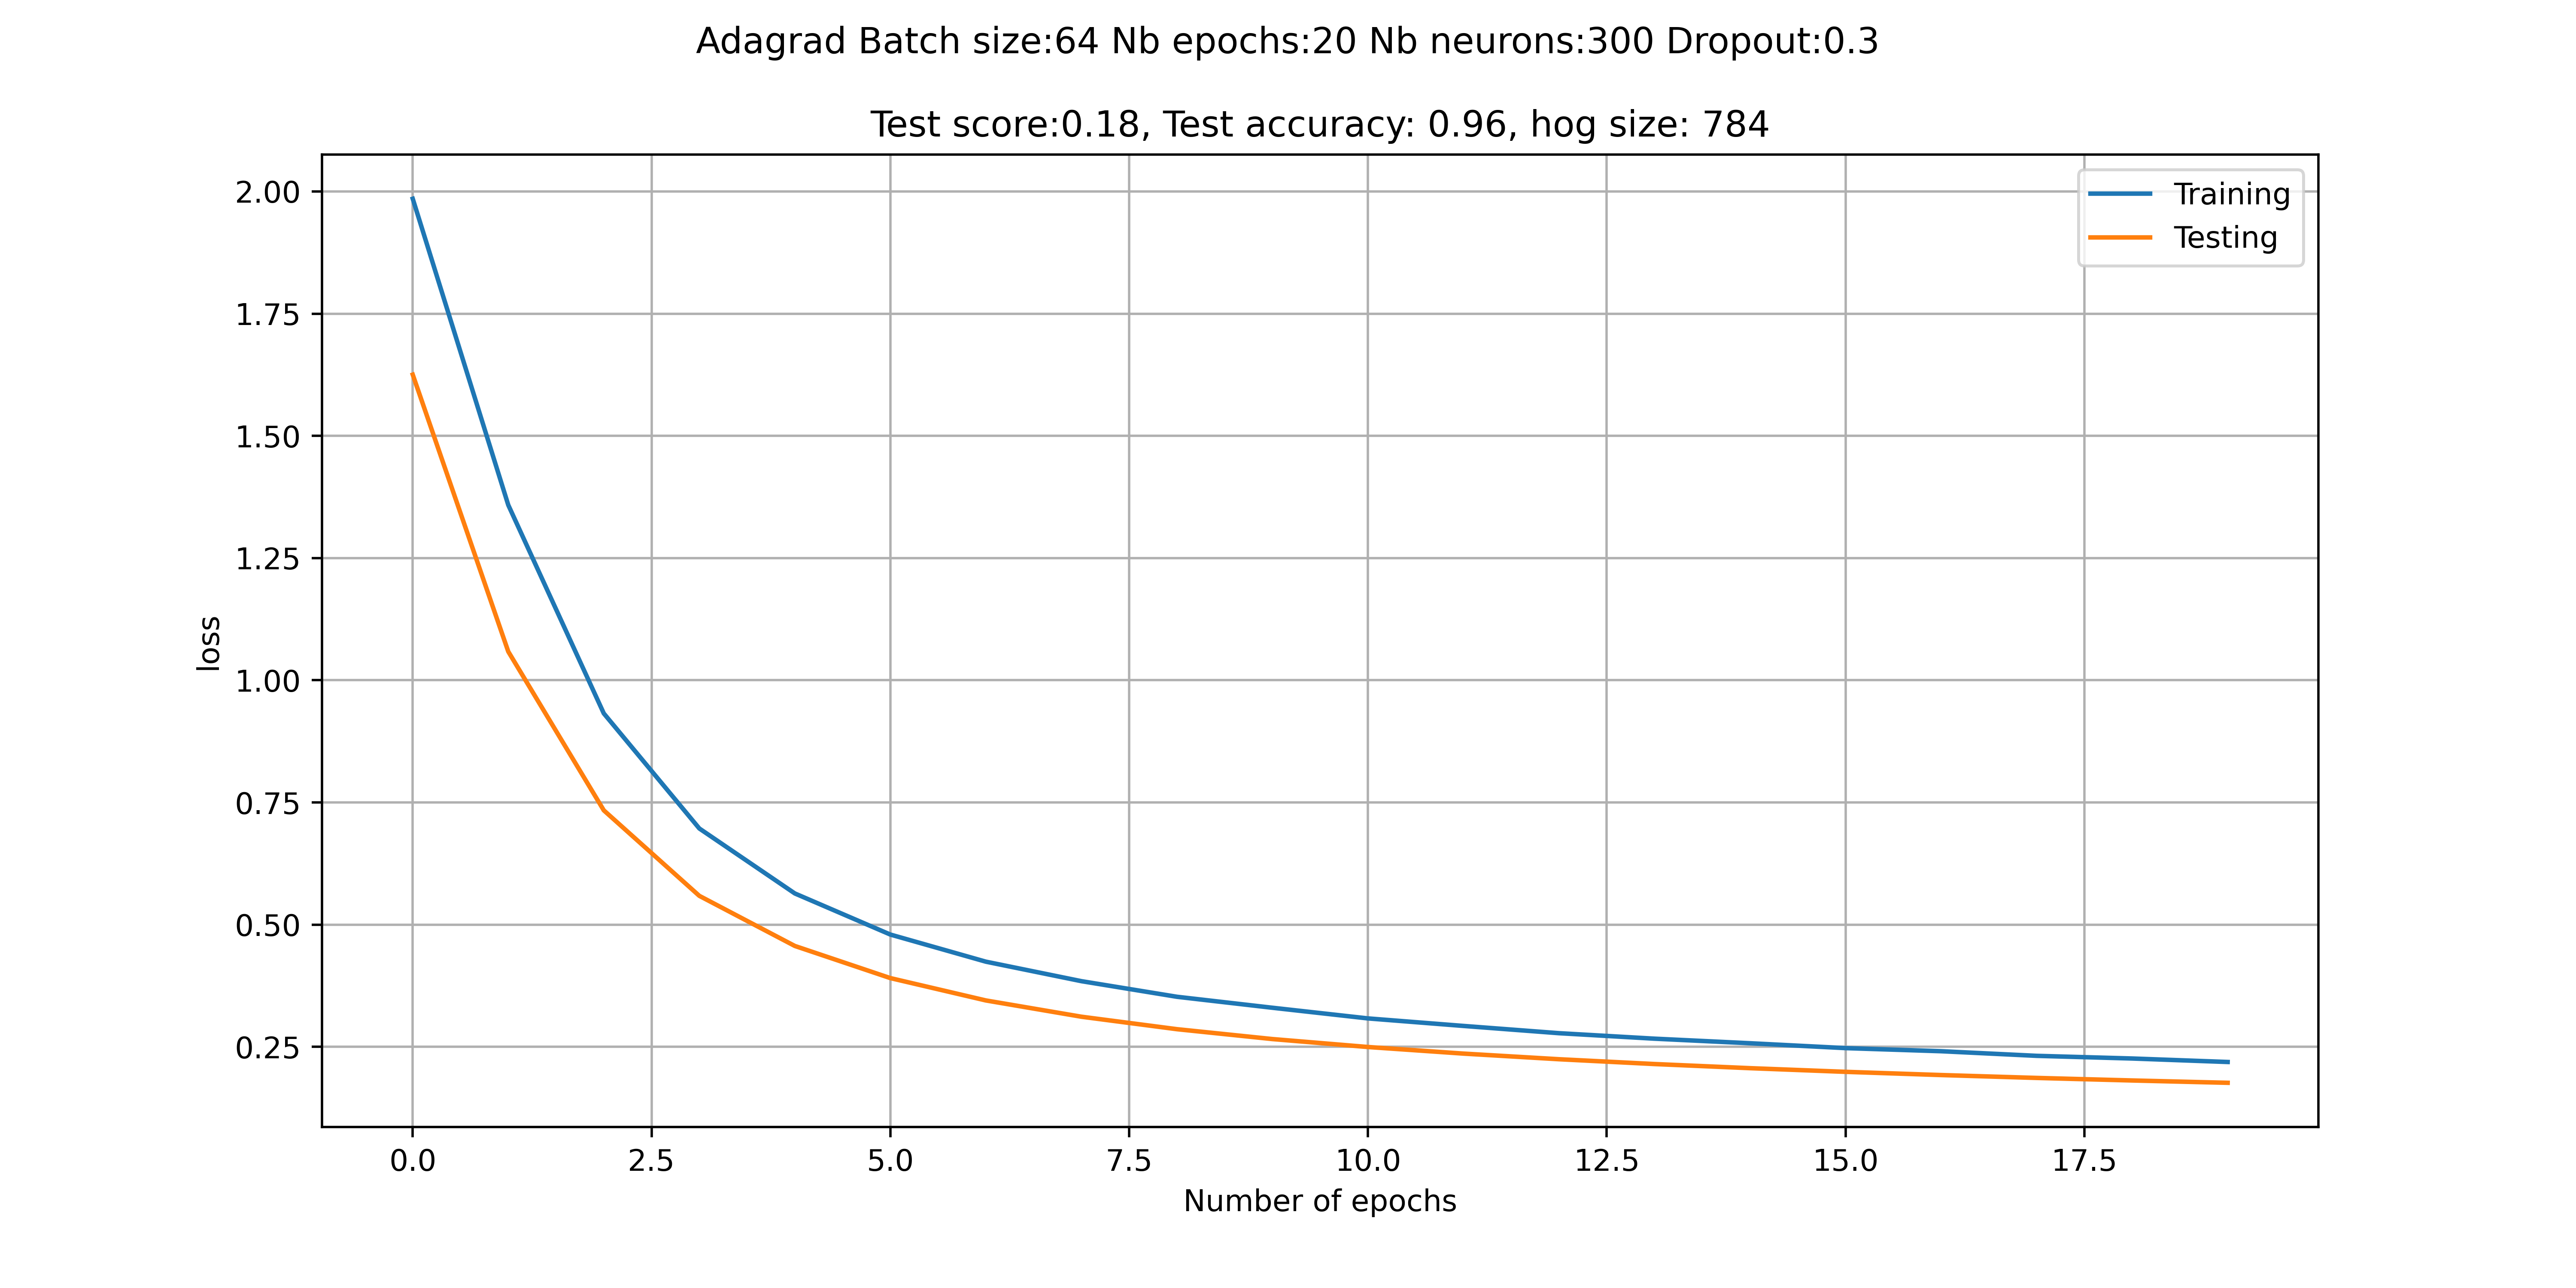 Adagrad Batch size:64 Nb epochs:20 Nb neurons:300 Dropout:0.3
Test score:0.18, Test accuracy: 0.96, hog size: 784
Training
Testing
2.00
1.75
1.50
1.25
1.00
0.75
0.50
0.25
loss
0.0 2.5 5.0 7.5 10.0 12.5 15.0 17.5
Number of epochs